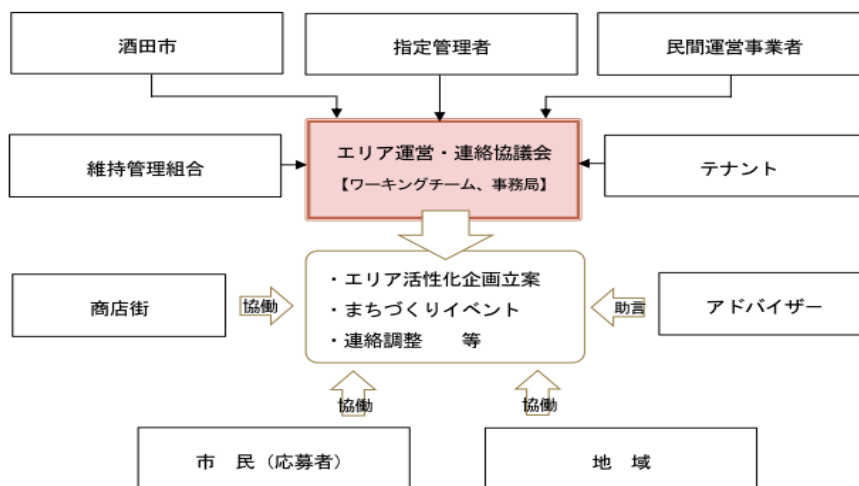 酒田市
指定管理者
民間運営事業者
エリア運営・連絡協議会
【ワーキングチーム、事務局】
維持管理組合
テナント
・エリア活性化企画立案
・まちづくりイベント
・連絡調整　　等
商店街
協働
助言
アドバイザー
協働
協働
市　民（応募者）
地　域